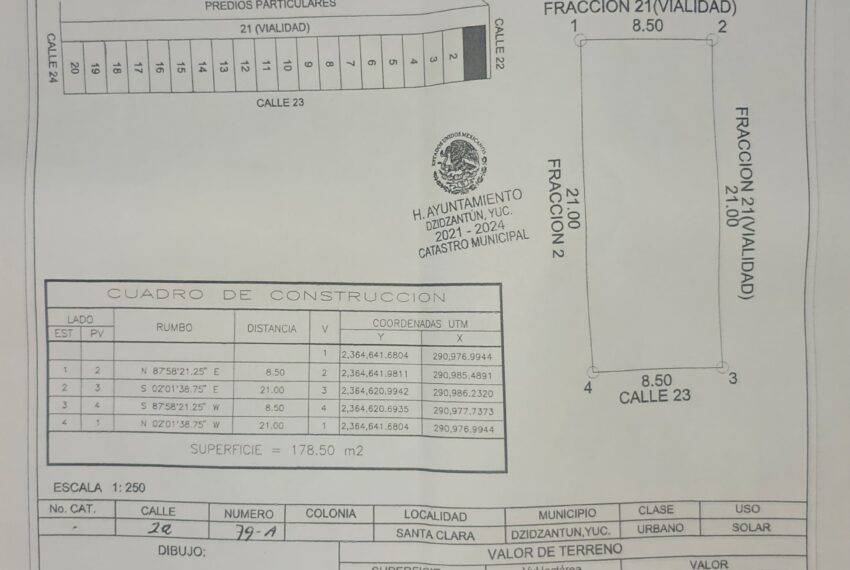 PREDIOS PARTICULARES
21 (VIALIDAD)
CALLE 24
20 19 18 17 16 15 14 13 12 11 10 9 8 7 6 5 4 3 2
CALLE 22
CALLE 23
FRACCION 21(VIALIDAD)
1 8.50 2
FRACCION 2
21.00
FRACCION 21(VIALIDAD)
21.00
4 8.50 3
CALLE 23
ESTADOS UNIDOS MEXICANOS
H. AYUNTAMIENTO
DZIDZANTÚN, YUC.
2021 - 2024
CATASTRO MUNICIPAL
CUADRO DE CONSTRUCCION
LADO RUMBO DISTANCIA V COORDENADAS UTM
EST PV Y X
1 2,364,641.6804 290,976.9944
1 2 N 87°58'21.25" E 8.50 2 2,364,641.9811 290,985.4891
2 3 S 02°01'38.75" E 21.00 3 2,364,620.9942 290,986.2320
3 4 S 87°58'21.25" W 8.50 4 2,364,620.6935 290,977.7373
4 1 N 02°01'38.75" W 21.00 1 2,364,641.6804 290,976.9944
SUPERFICIE = 178.50 m2
ESCALA 1:250
No. CAT. CALLE NUMERO COLONIA LOCALIDAD MUNICIPIO CLASE USO
- 22 79-A SANTA CLARA DZIDZANTUN,YUC. URBANO SOLAR
DIBUJO: VALOR DE TERRENO
SUPERFICIE VALOR